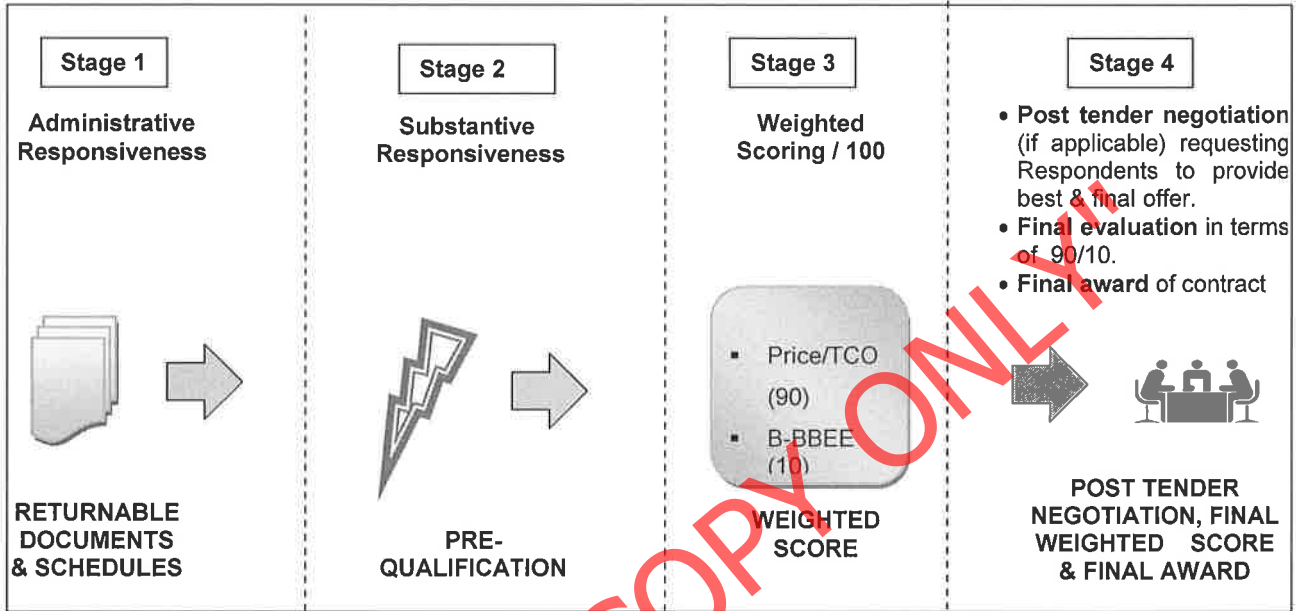 Stage 1
Administrative
Responsiveness
RETURNABLE
DOCUMENTS
& SCHEDULES
Stage 2
Substantive
Responsiveness
PRE-
QUALIFICATION
Stage 3
Weighted
Scoring / 100
▪ Price/TCO
(90)
▪ B-BBEE
(10)
WEIGHTED
SCORE
Stage 4
• Post tender negotiation
(if applicable) requesting
Respondents to provide
best & final offer.
• Final evaluation in terms
of 90/10.
• Final award of contract
POST TENDER
NEGOTIATION, FINAL
WEIGHTED SCORE
& FINAL AWARD
COPY ONLY"